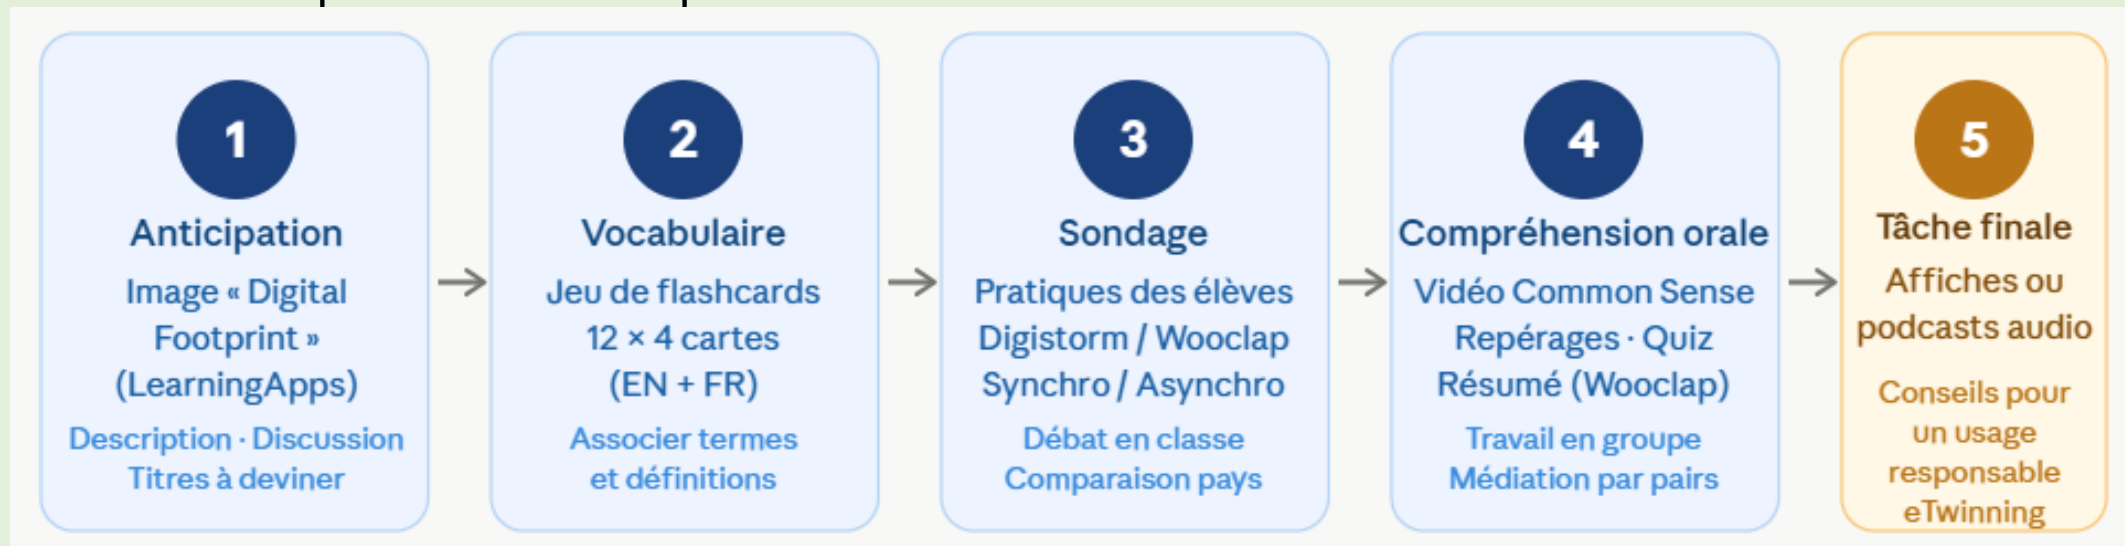 1
Anticipation
Image « Digital
Footprint »
(LearningApps)
Description · Discussion
Titres à deviner
2
Vocabulaire
Jeu de flashcards
12 × 4 cartes
(EN + FR)
Associer termes
et définitions
3
Sondage
Pratiques des élèves
Digistorm / Wooclap
Synchro / Asynchro
Débat en classe
Comparaison pays
4
Compréhension orale
Vidéo Common Sense
Repérages · Quiz
Résumé (Wooclap)
Travail en groupe
Médiation par pairs
5
Tâche finale
Affiches ou
podcasts audio
Conseils pour
un usage
responsable
eTwinning